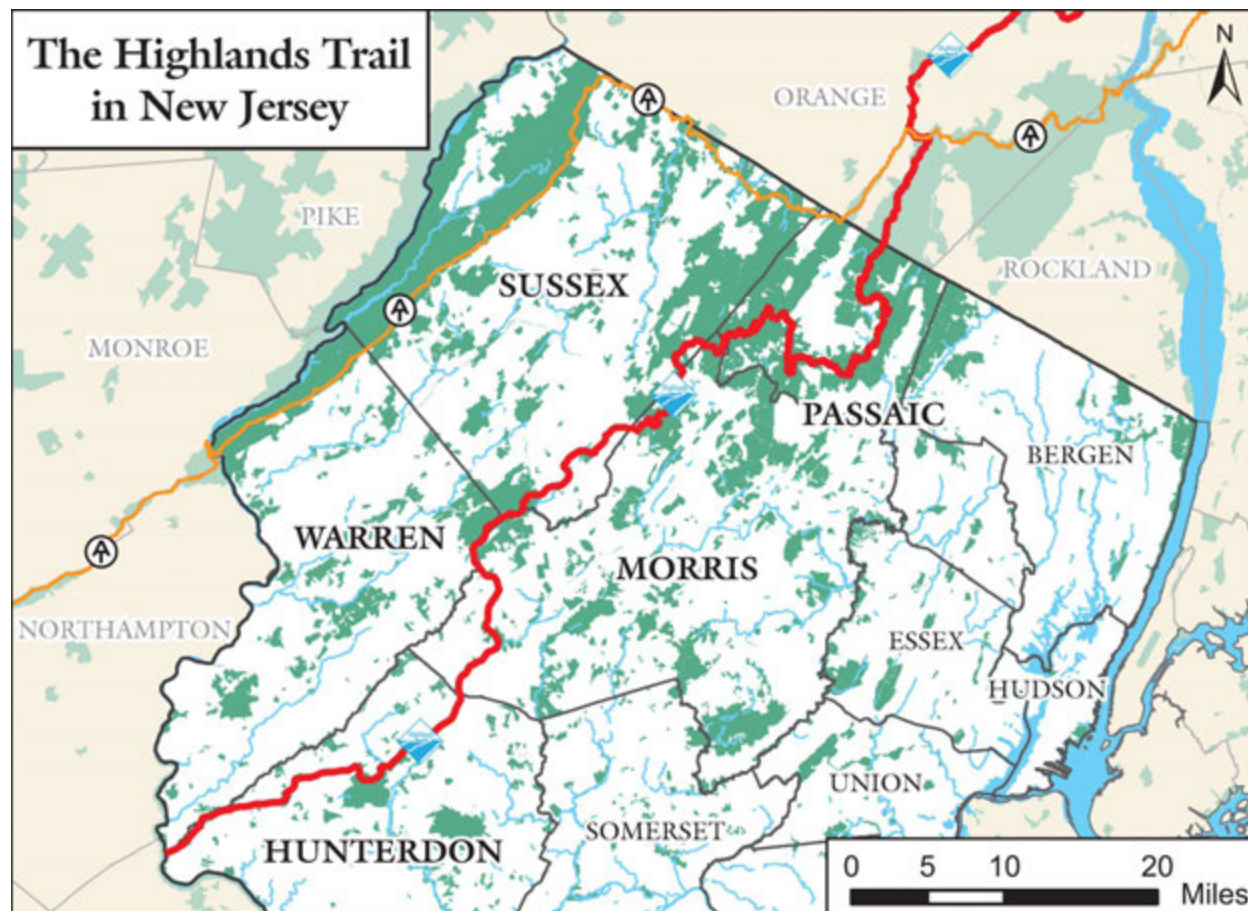 The Highlands Trail
in New Jersey
N
ORANGE
PIKE
ROCKLAND
SUSSEX
MONROE
PASSAIC
BERGEN
WARREN
MORRIS
NORTHAMPTON
ESSEX
HUDSON
UNION
SOMERSET
HUNTERDON
0 5 10 20
Miles